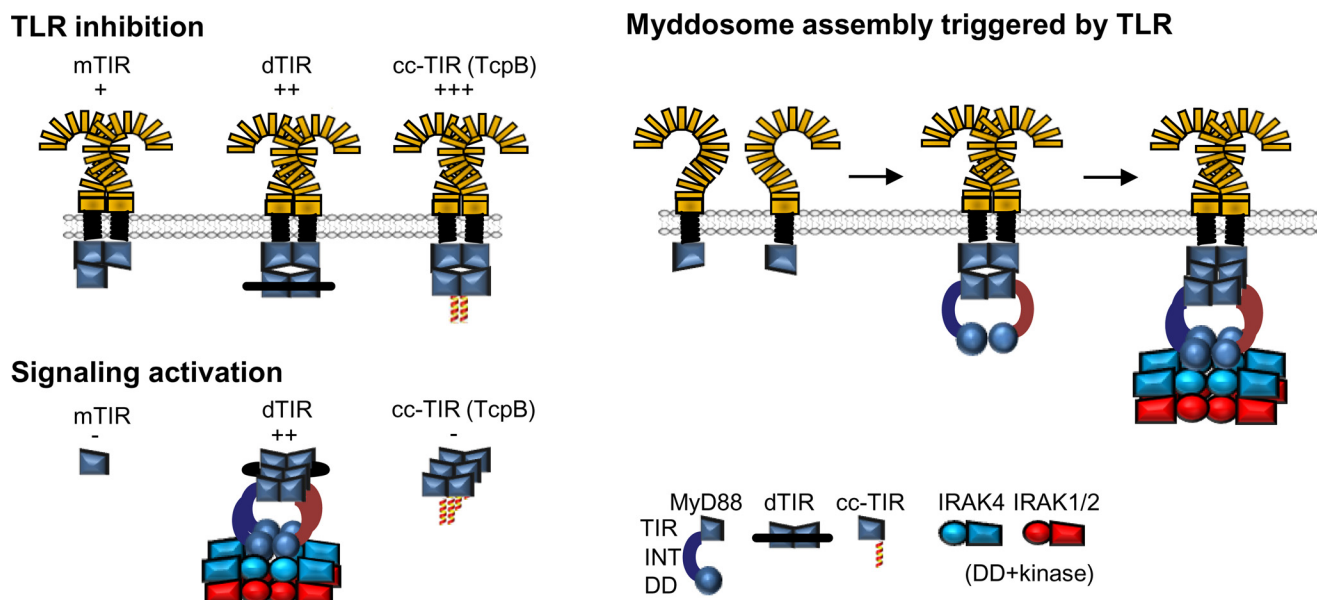 TLR inhibition
mTIR
+
dTIR
++
cc-TIR (TcpB)
+++
Signaling activation
mTIR
-
dTIR
++
cc-TIR (TcpB)
-
Myddosome assembly triggered by TLR
MyD88
dTIR
cc-TIR
IRAK4 IRAK1/2
TIR
INT
DD
(DD+kinase)